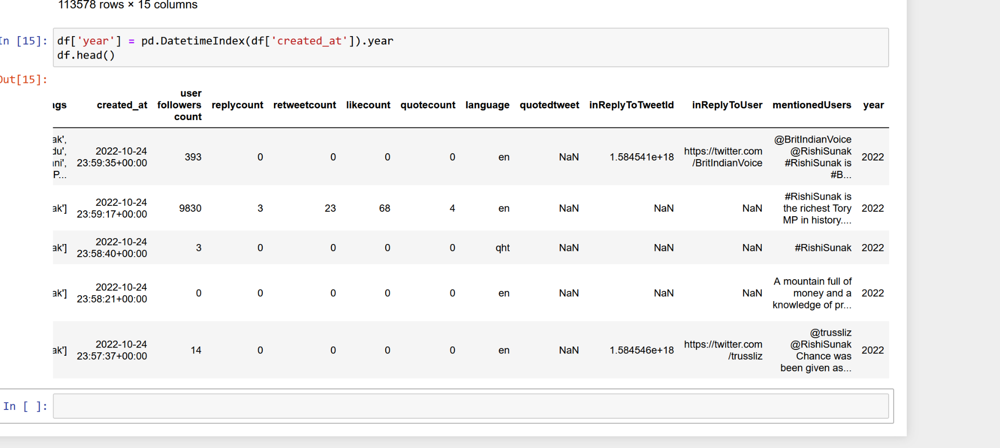 113578 rows × 15 columns
In [15]: df['year'] = pd.DatetimeIndex(df['created_at']).year
df.head()
Out[15]:
gs created_at user followers count replycount retweetcount likecount quotecount language quotedtweet inReplyToTweetId inReplyToUser mentionedUsers year
ak', du', ni', P... 2022-10-24 23:59:35+00:00 393 0 0 0 0 en NaN 1.584541e+18 https://twitter.com/BritIndianVoice @BritIndianVoice @RishiSunak #RishiSunak is #B... 2022
ak'] 2022-10-24 23:59:17+00:00 9830 3 23 68 4 en NaN NaN NaN #RishiSunak is the richest Tory MP in history.... 2022
ak'] 2022-10-24 23:58:40+00:00 3 0 0 0 0 qht NaN NaN NaN #RishiSunak 2022
ak'] 2022-10-24 23:58:21+00:00 0 0 0 0 0 en NaN NaN NaN A mountain full of money and a knowledge of pr... 2022
ak'] 2022-10-24 23:57:37+00:00 14 0 0 0 0 en NaN 1.584546e+18 https://twitter.com/trussliz @trussliz @RishiSunak Chance was been given as... 2022
In [ ]: